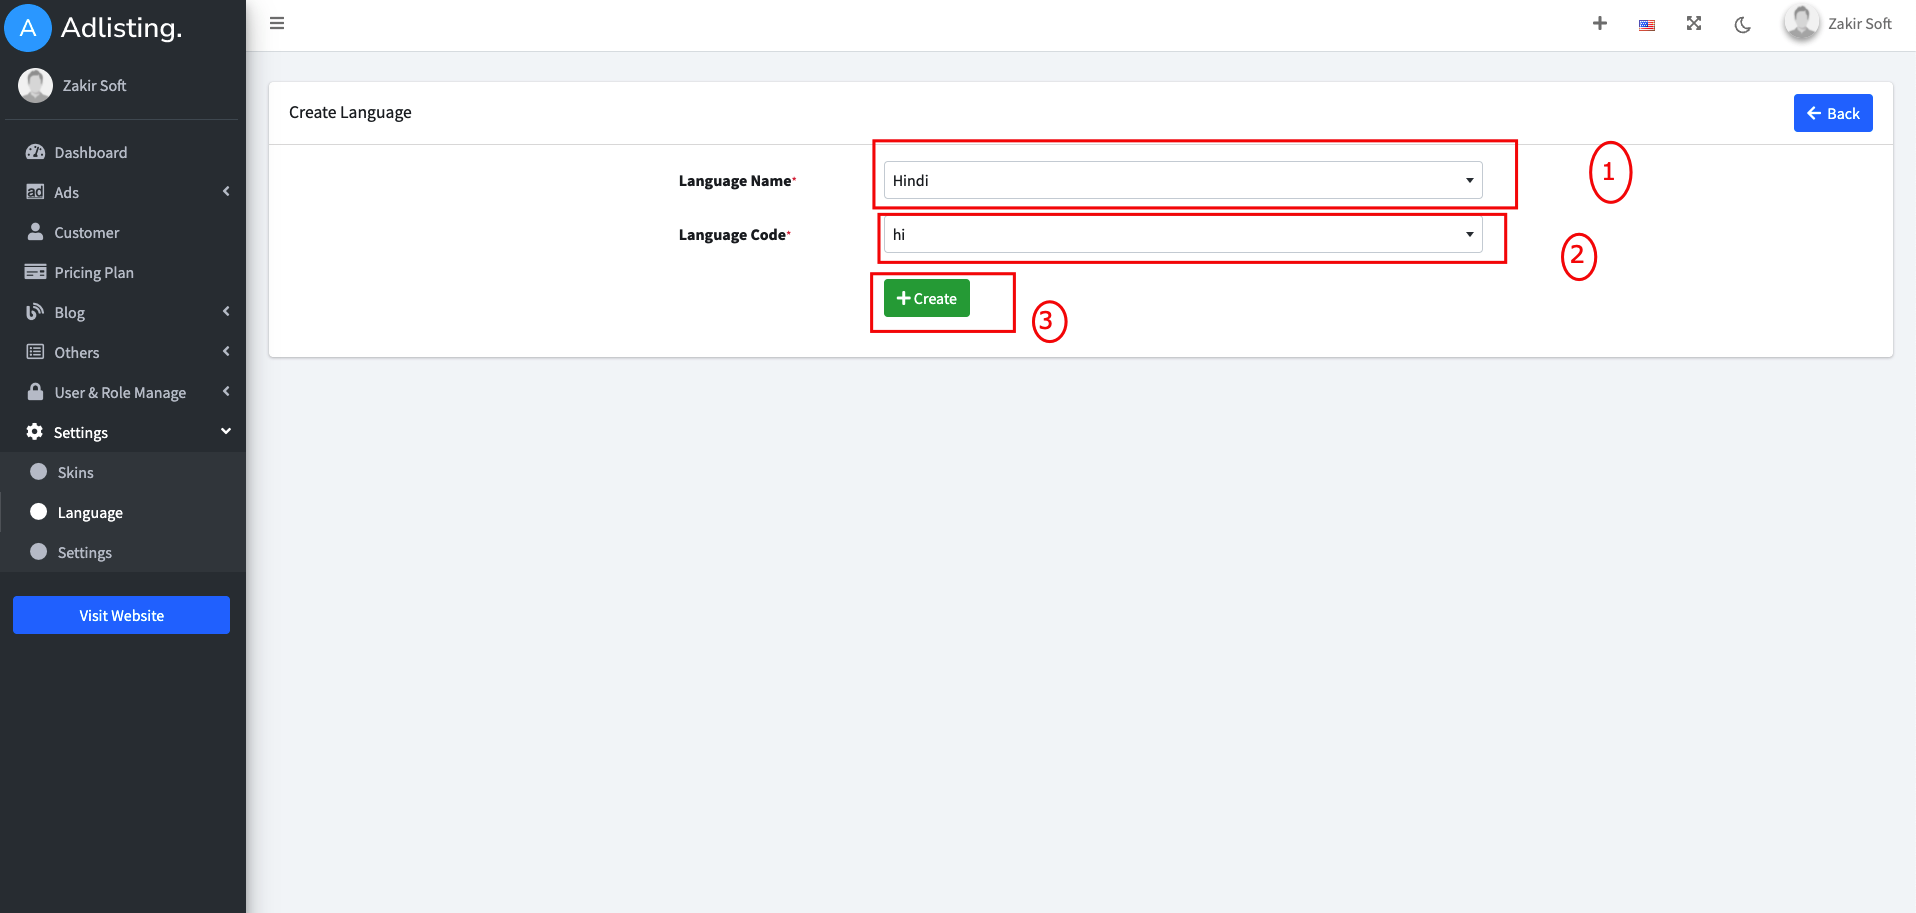 A Adlisting.
Zakir Soft
Zakir Soft
Dashboard
ad Ads
Customer
Pricing Plan
Blog
Others
User & Role Manage
Settings
Skins
Language
Settings
Visit Website
Create Language
Back
Language Name*
Hindi
1
Language Code*
hi
2
Create
3